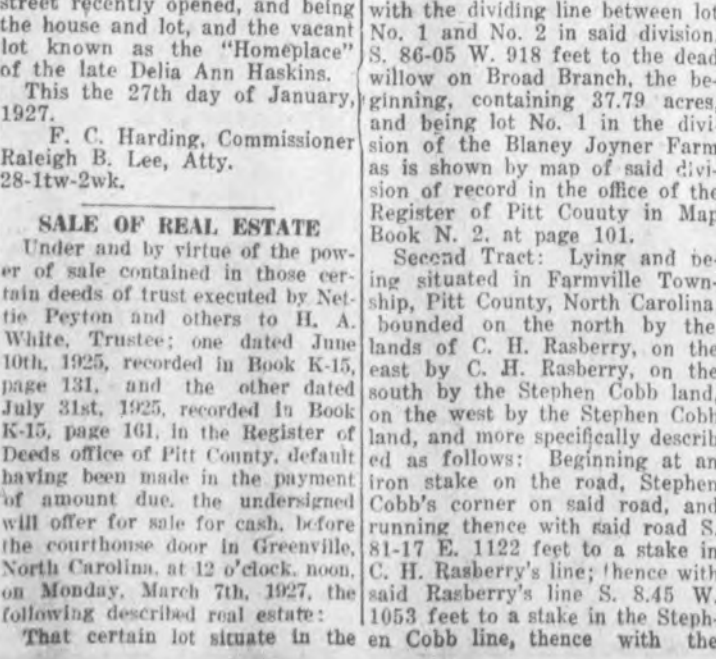 street recently opened, and being
the house and lot, and the vacant
lot known as the "Homeplace"
of the late Delia Ann Haskins.
This the 27th day of January,
1927.
F. C. Harding, Commissioner
Raleigh B. Lee, Atty.
28-1tw-2wk.
SALE OF REAL ESTATE
Under and by virtue of the pow-
er of sale contained in those cer-
tain deeds of trust executed by Net-
tie Peyton and others to H. A.
White, Trustee; one dated June
10th, 1925, recorded in Book K-15,
page 131, and the other dated
July 31st, 1925, recorded in Book
K-15, page 161, in the Register of
Deeds office of Pitt County, default
having been made in the payment
of amount due, the undersigned
will offer for sale for cash, before
the courthouse door in Greenville,
North Carolina, at 12 o'clock, noon,
on Monday, March 7th, 1927, the
following described real estate:
That certain lot situate in the
with the dividing line between lot
No. 1 and No. 2 in said division,
S. 86-05 W. 918 feet to the dead
willow on Broad Branch, the be-
ginning, containing 37.79 acres,
and being lot No. 1 in the divi
sion of the Blaney Joyner Farm
as is shown by map of said divi-
sion of record in the office of the
Register of Pitt County in Map
Book N. 2, at page 101.
Second Tract: Lying and be-
ing situated in Farmville Town-
ship, Pitt County, North Carolina
bounded on the north by the
lands of C. H. Rasberry, on the
east by C. H. Rasberry, on the
south by the Stephen Cobb land,
on the west by the Stephen Cobb
land, and more specifically describ
ed as follows: Beginning at an
iron stake on the road, Stephen
Cobb's corner on said road, and
running thence with said road S.
81-17 E. 1122 feet to a stake in
C. H. Rasberry's line; thence with
said Rasberry's line S. 8.45 W.
1053 feet to a stake in the Steph-
en Cobb line, thence with the